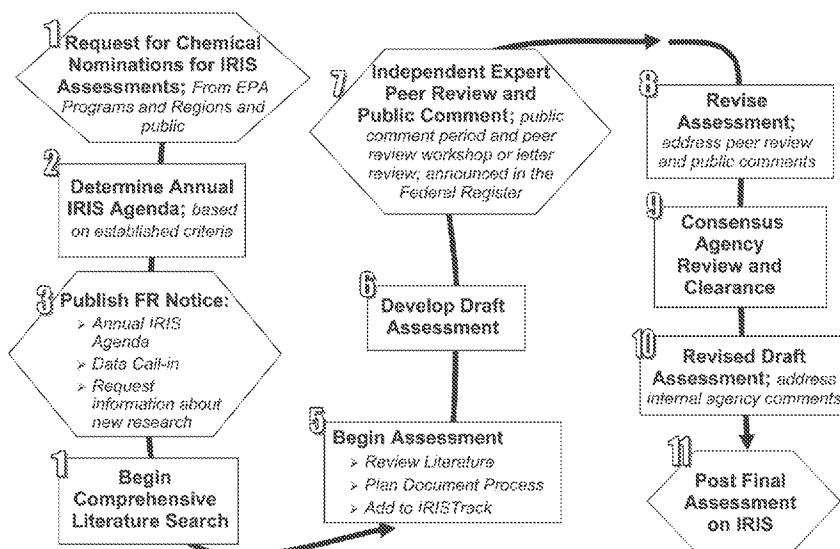 1
Request for Chemical
Nominations for IRIS
Assessments; From EPA
Programs and Regions and
public
2
Determine Annual
IRIS Agenda; based
on established criteria
3
Publish FR Notice:
➢ Annual IRIS
Agenda
➢ Data Call-in
➢ Request
information about
new research
1
Begin
Comprehensive
Literature Search
5
Begin Assessment
➢ Review Literature
➢ Plan Document Process
➢ Add to IRISTrack
6
Develop Draft
Assessment
7
Independent Expert
Peer Review and
Public Comment; public
comment period and peer
review workshop or letter
review; announced in the
Federal Register
8
Revise
Assessment;
address peer review
and public comments
9
Consensus
Agency
Review and
Clearance
10
Revised Draft
Assessment; address
internal agency comments
11
Post Final
Assessment
on IRIS